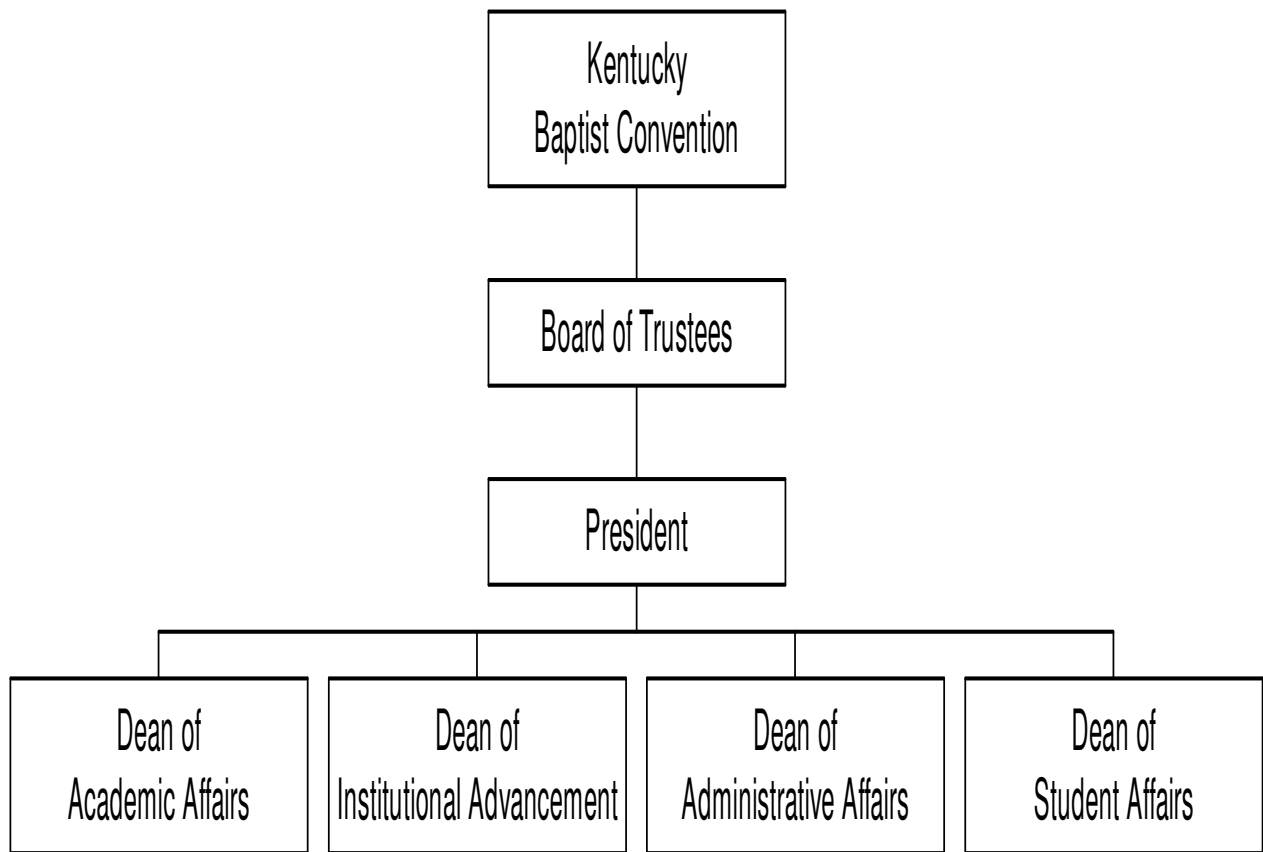 Kentucky
Baptist Convention
Board of Trustees
President
Dean of
Academic Affairs
Dean of
Institutional Advancement
Dean of
Administrative Affairs
Dean of
Student Affairs